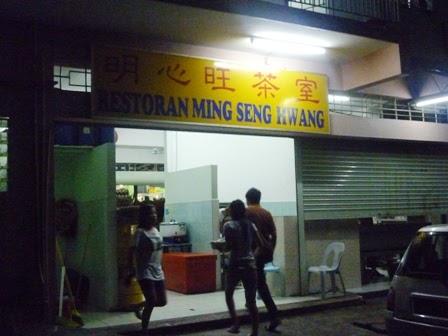 明心旺茶室
RESTORAN MING SENG HWANG